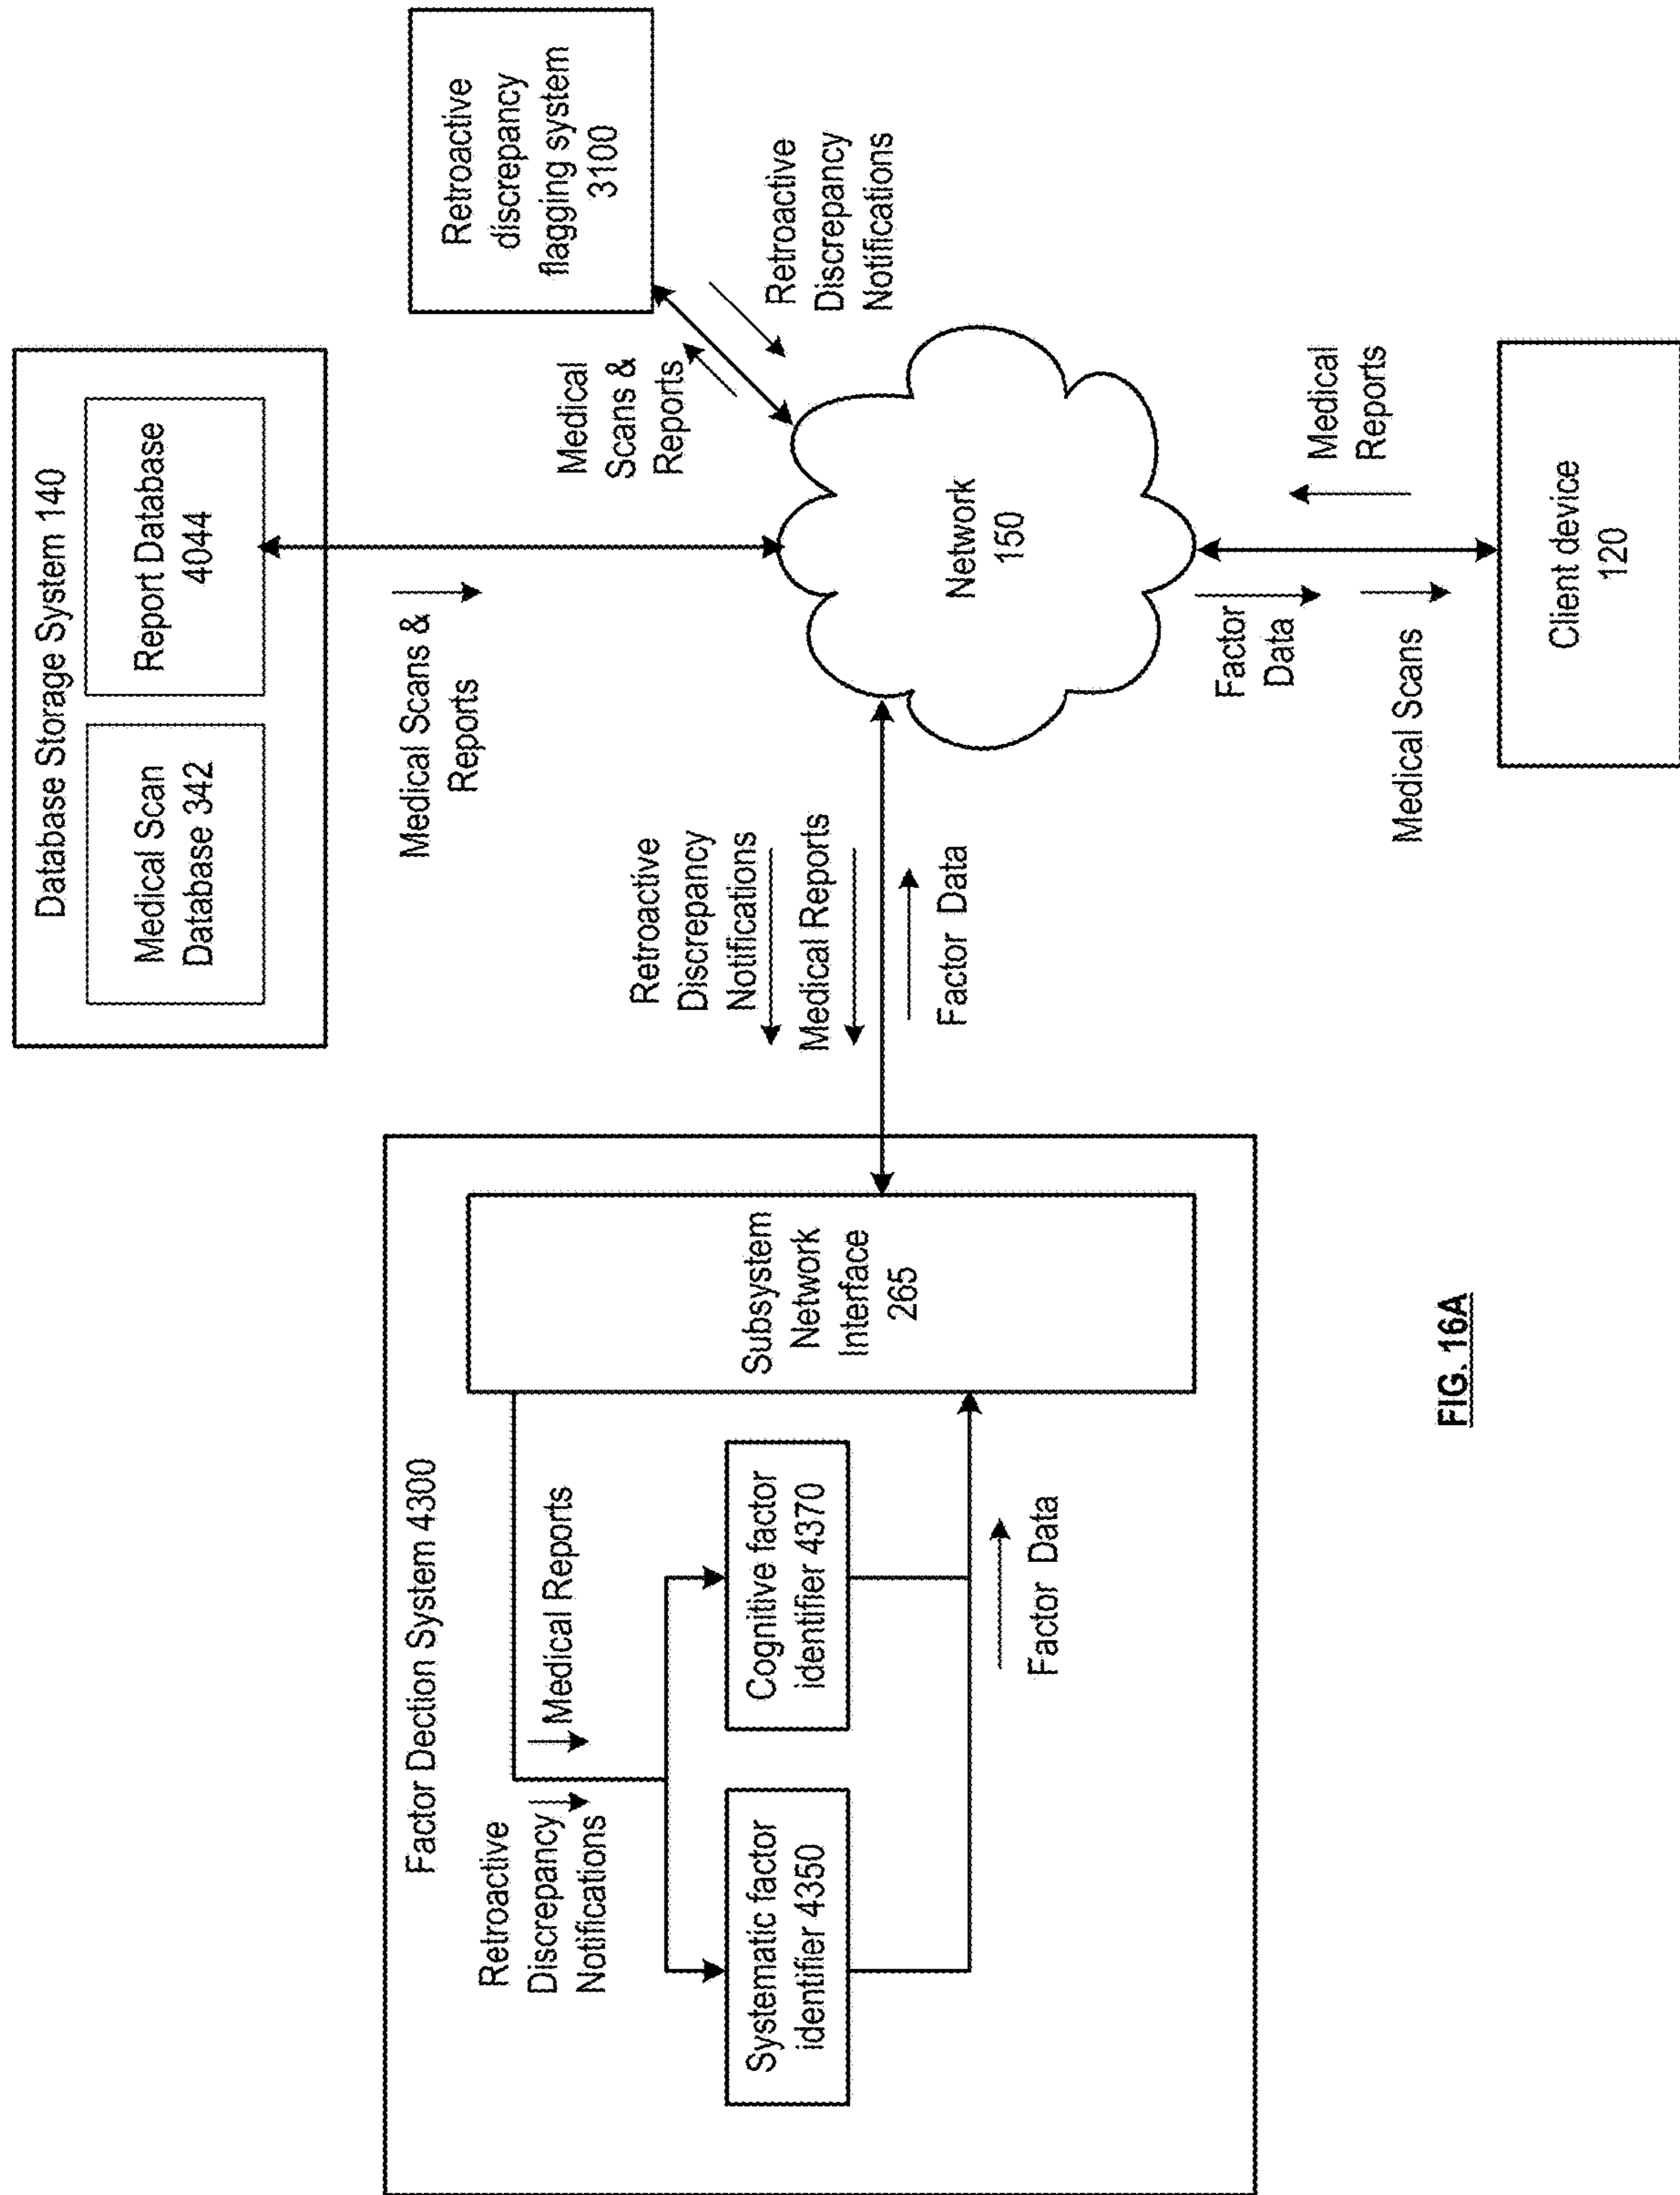 Database Storage System 140
Medical Scan
Database 342
Report Database
4044
Medical Scans &
Reports
Retroactive
discrepancy
flagging system
3100
Medical
Scans &
Reports
Retroactive
Discrepancy
Notifications
Network
150
Factor Dection System 4300
Retroactive
Discrepancy
Notifications
Medical Reports
Systematic factor
identifier 4350
Cognitive factor
identifier 4370
Factor Data
Subsystem
Network
Interface
265
Retroactive
Discrepancy
Notifications
Medical Reports
Factor Data
Factor
Data
Medical Scans
Medical
Reports
Client device
120
FIG. 16A